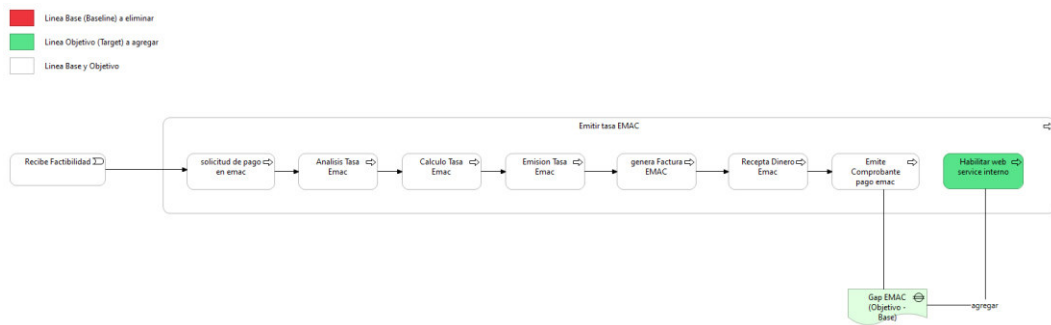 Linea Base (Baseline) a eliminar
Linea Objetivo (Target) a agregar
Linea Base y Objetivo
Emitir tasa EMAC
Recibe Factibilidad
solicitud de pago
en emac
Analisis Tasa
Emac
Calculo Tasa
Emac
Emision Tasa
Emac
genera Factura
EMAC
Recepta Dinero
Emac
Emite
Comprobante
pago emac
Habilitar web
service interno
Gap EMAC
(Objetivo -
Base)
agregar